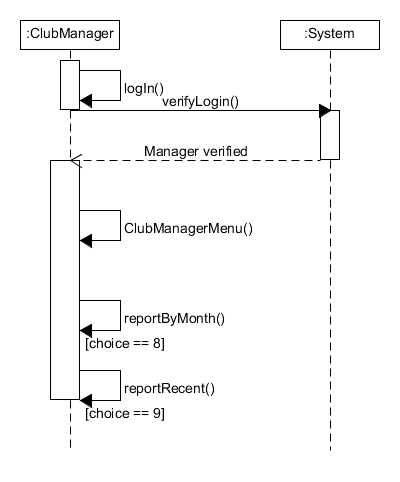 :ClubManager
:System
logIn()
verifyLogin()
Manager verified
ClubManagerMenu()
reportByMonth()
[choice == 8]
reportRecent()
[choice == 9]